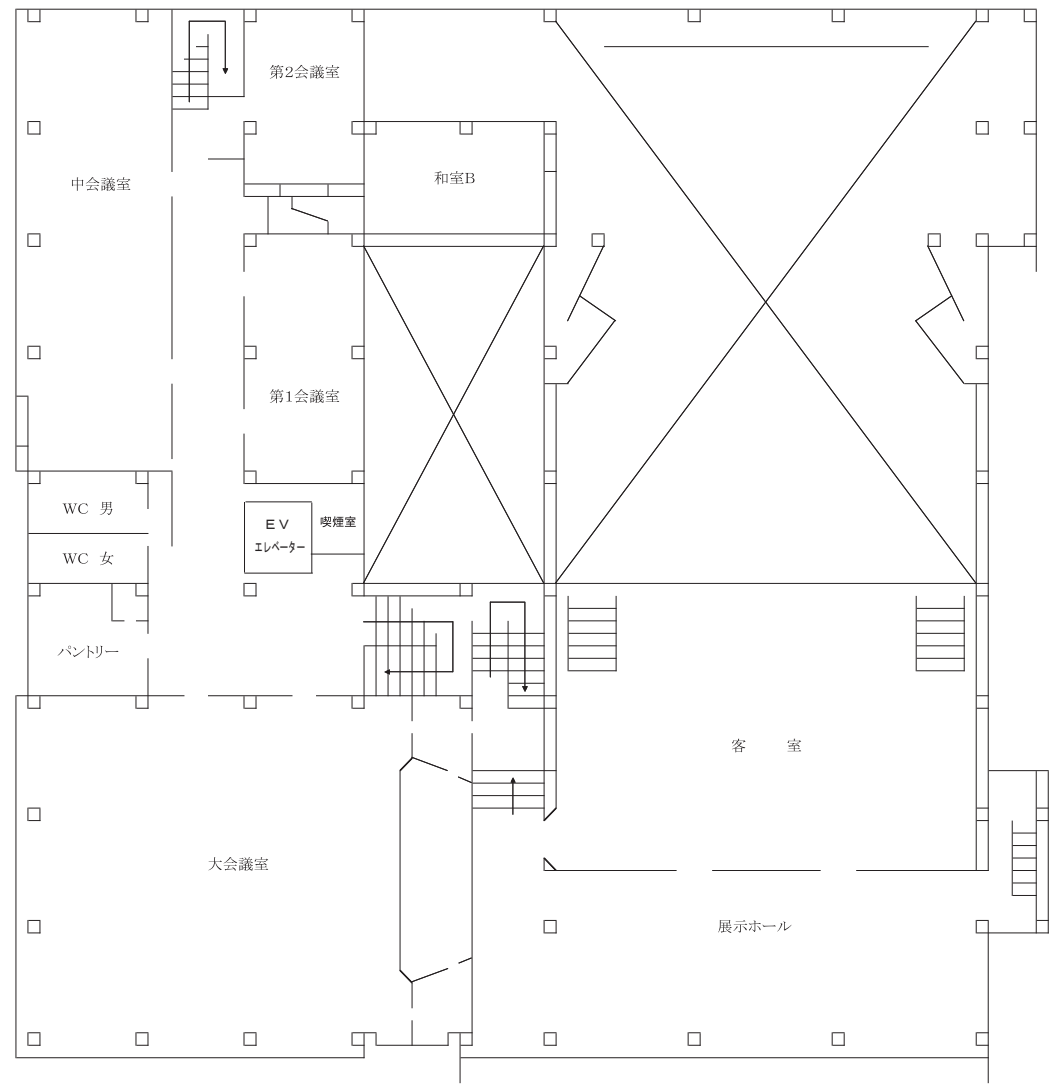 第2会議室
中会議室
和室B
第1会議室
WC 男
EV
エレベーター
喫煙室
WC 女
パントリー
客 室
大会議室
展示ホール